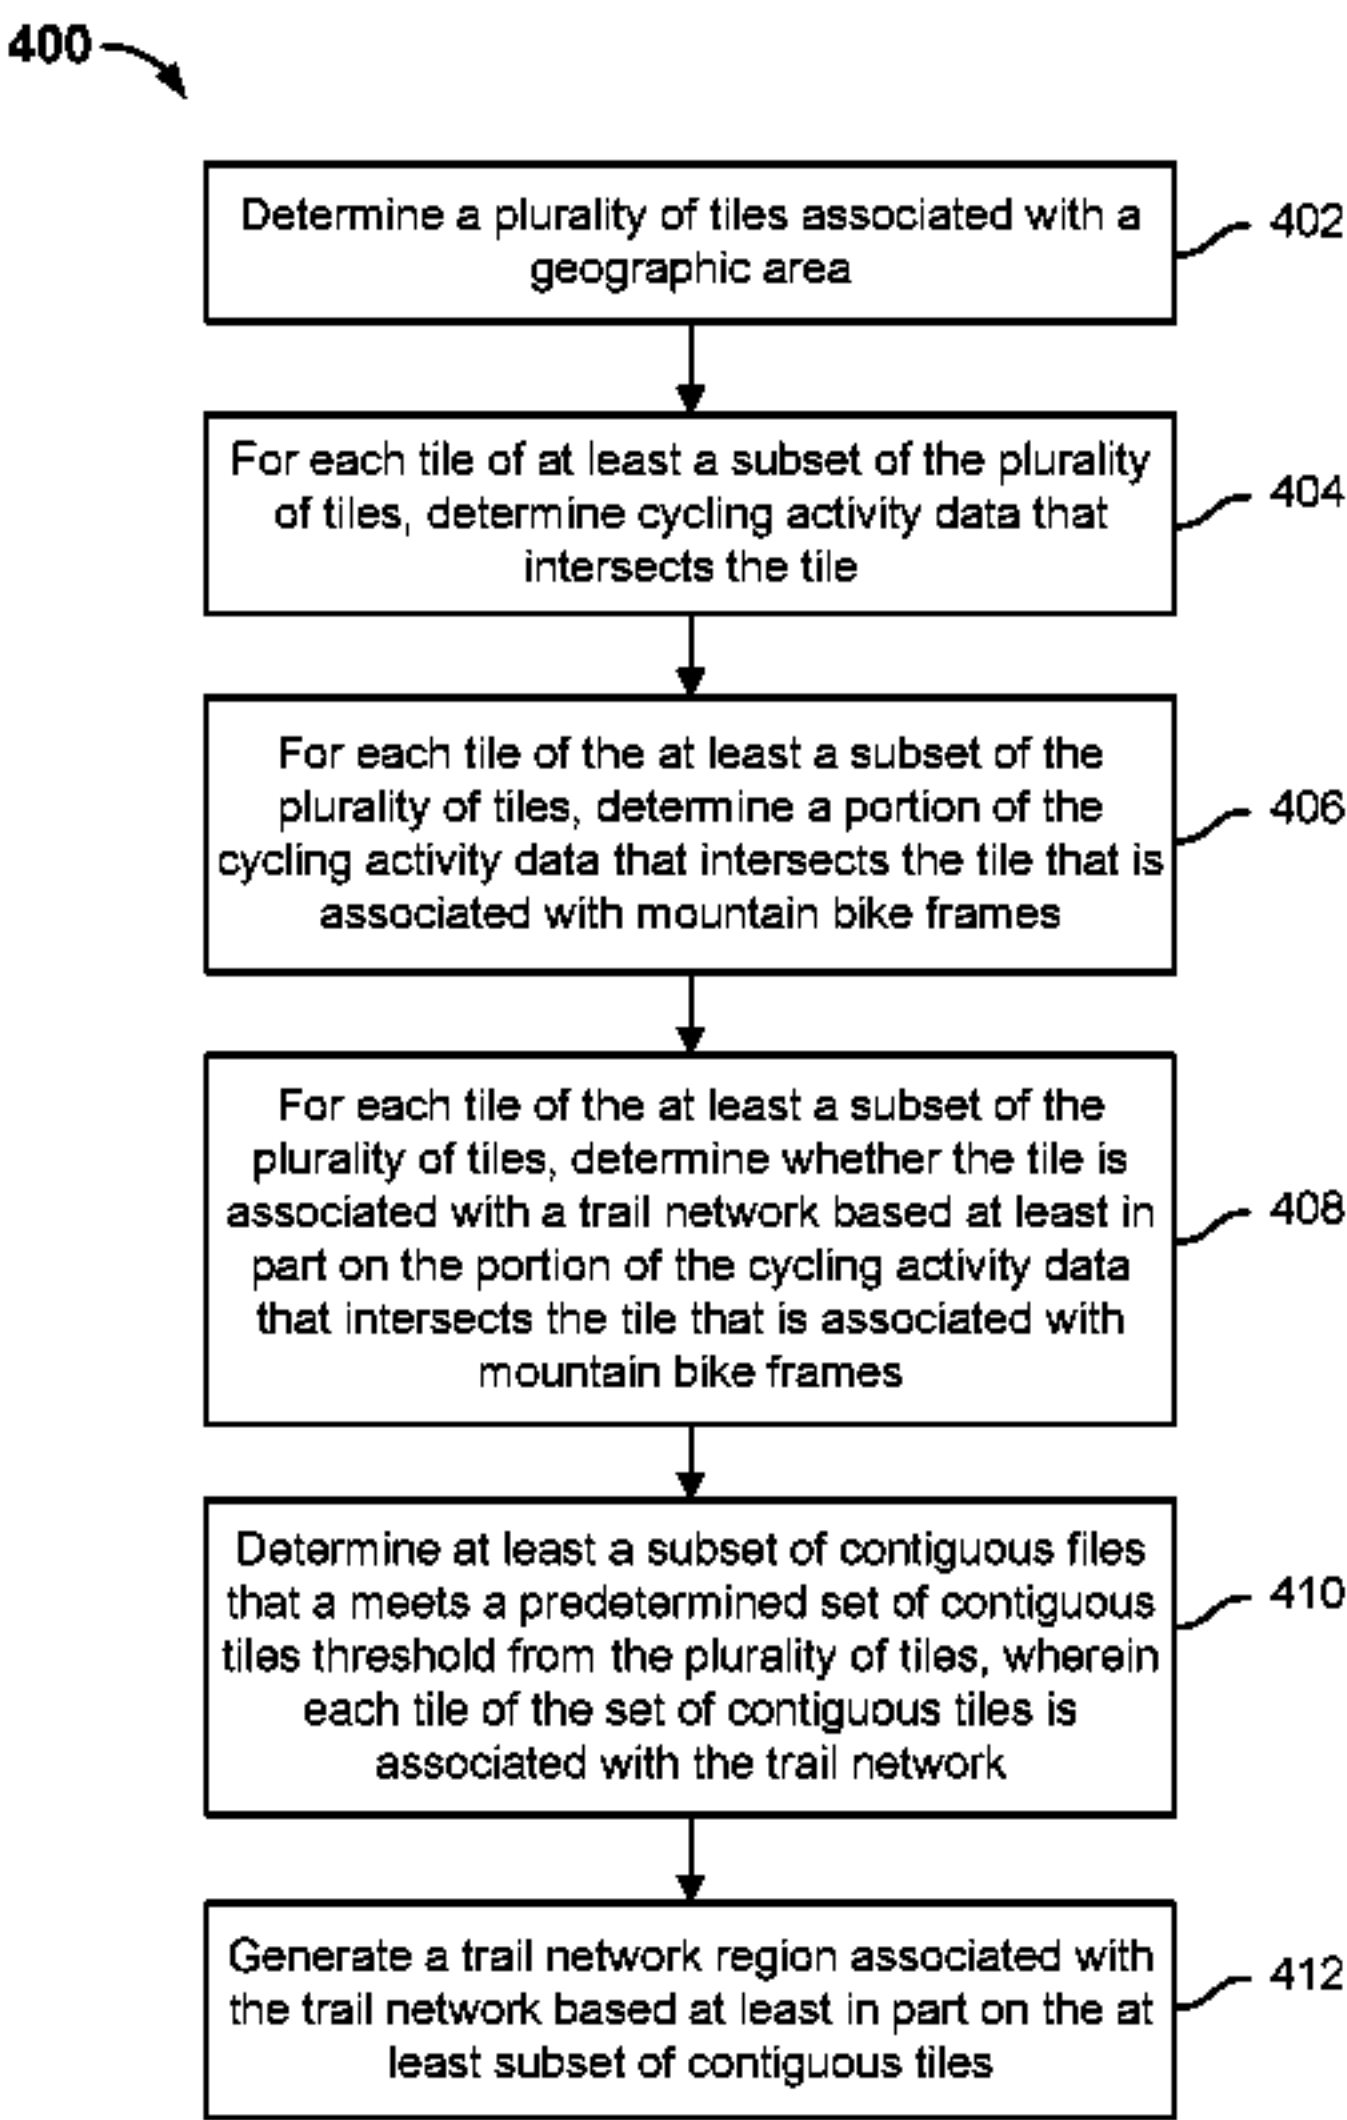 400
Determine a plurality of tiles associated with a
geographic area
402
For each tile of at least a subset of the plurality
of tiles, determine cycling activity data that
intersects the tile
404
For each tile of the at least a subset of the
plurality of tiles, determine a portion of the
cycling activity data that intersects the tile that is
associated with mountain bike frames
406
For each tile of the at least a subset of the
plurality of tiles, determine whether the tile is
associated with a trail network based at least in
part on the portion of the cycling activity data
that intersects the tile that is associated with
mountain bike frames
408
Determine at least a subset of contiguous files
that a meets a predetermined set of contiguous
tiles threshold from the plurality of tiles, wherein
each tile of the set of contiguous tiles is
associated with the trail network
410
Generate a trail network region associated with
the trail network based at least in part on the at
least subset of contiguous tiles
412